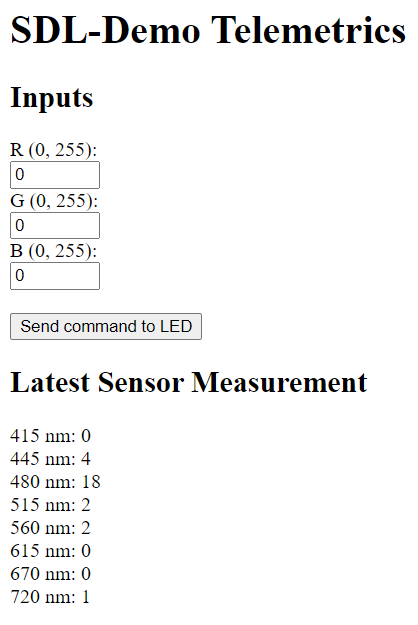 SDL-Demo Telemetrics
Inputs
R (0, 255):
0
G (0, 255):
0
B (0, 255):
0
Send command to LED
Latest Sensor Measurement
415 nm: 0
445 nm: 4
480 nm: 18
515 nm: 2
560 nm: 2
615 nm: 0
670 nm: 0
720 nm: 1